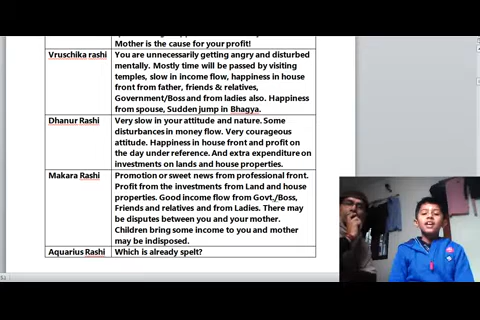 Mother is the cause for your profit!
Vruschika rashi
You are unnecessarily getting angry and disturbed
mentally. Mostly time will be passed by visiting
temples, slow in income flow, happiness in house
front from father, friends & relatives,
Government/Boss and from ladies also. Happiness
from spouse, Sudden jump in Bhagya.
Dhanur Rashi
Very slow in your attitude and nature. Some
disturbances in money flow. Very courageous
attitude. Happiness in house front and profit on
the day under reference. And extra expenditure on
investments on lands and house properties.
Makara Rashi
Promotion or sweet news from professional front.
Profit from the investments from Land and house
properties. Good income flow from Govt./Boss,
Friends and relatives and from Ladies. There may
be disputes between you and your mother.
Children bring some income to you and mother
may be indisposed.
Aquarius Rashi
Which is already spelt?